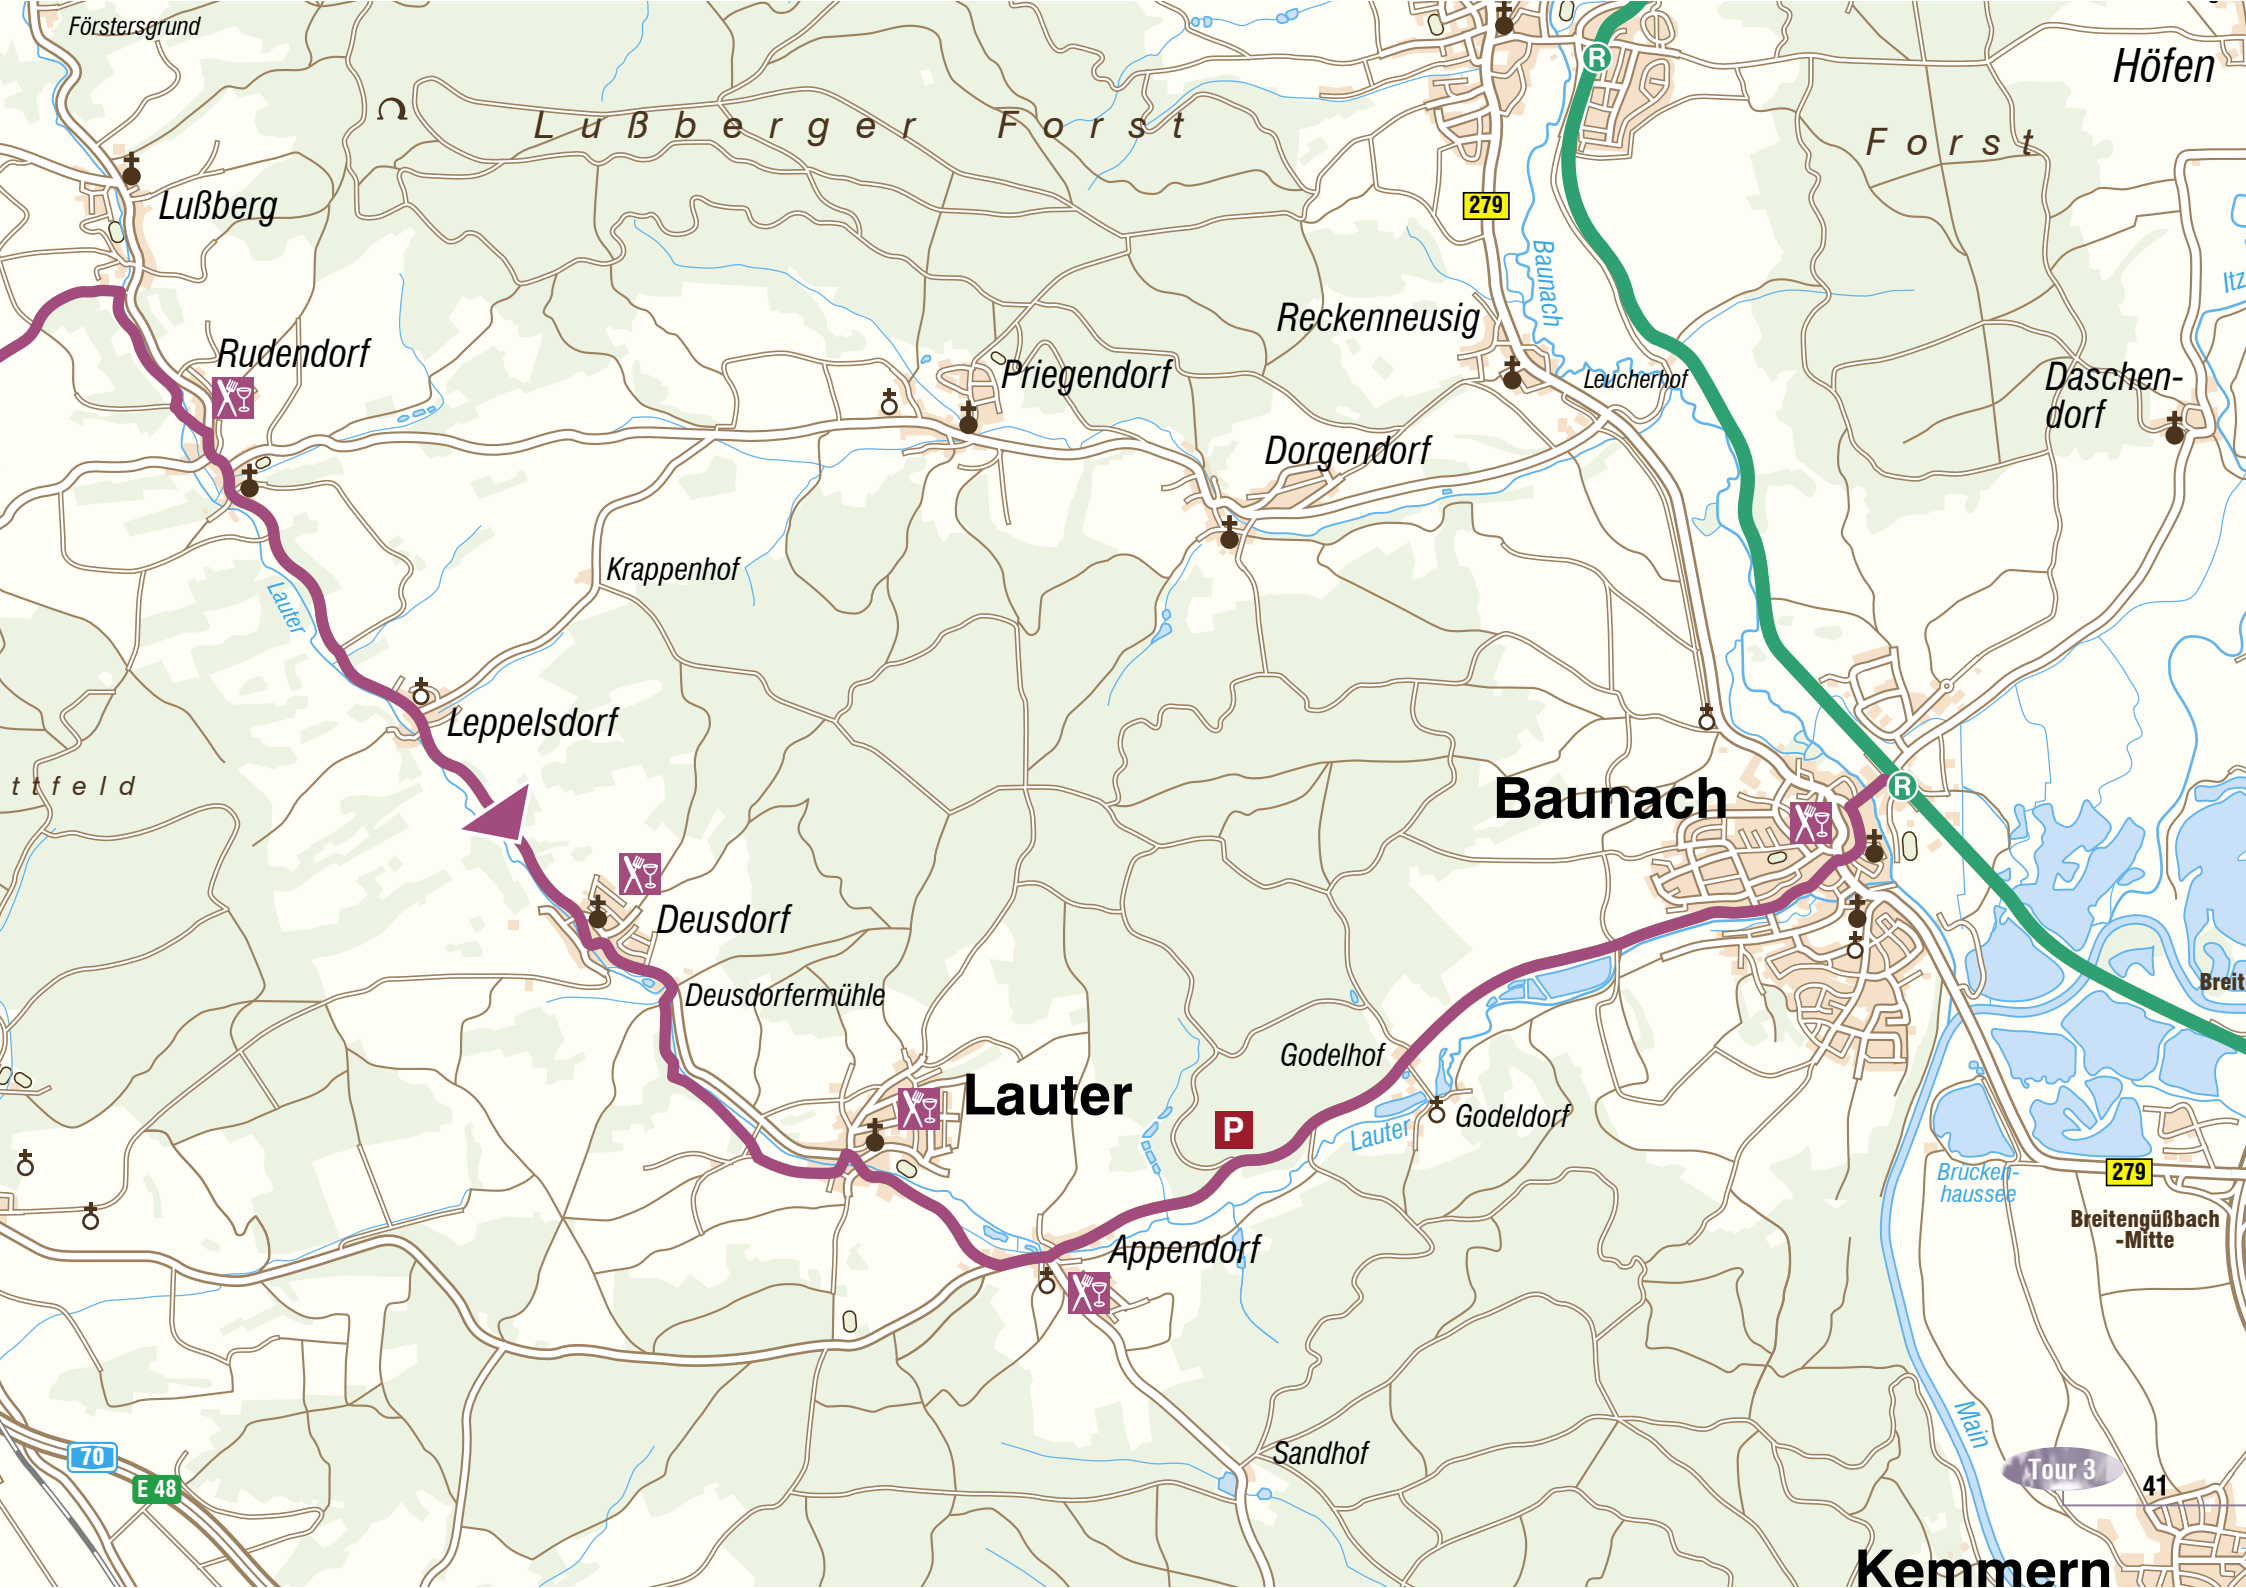 Förstersgrund
R
Höfen
Lußberger Forst
Forst
Lußberg
279
Baunach
Itz
Reckenneusig
Rudendorf
Priegendorf
Leucherhof
Daschen-
dorf
Dorgendorf
Krappenhof
Lauter
Leppelsdorf
ttfeld
Baunach
R
Deusdorf
Breit
Deusdorfermühle
Godelhof
Lauter
P
Godeldorf
Lauter
Brücken-
haussee
279
Breitengüßbach
-Mitte
Appendorf
Main
Sandhof
70
E 48
Tour 3
41
Kemmern